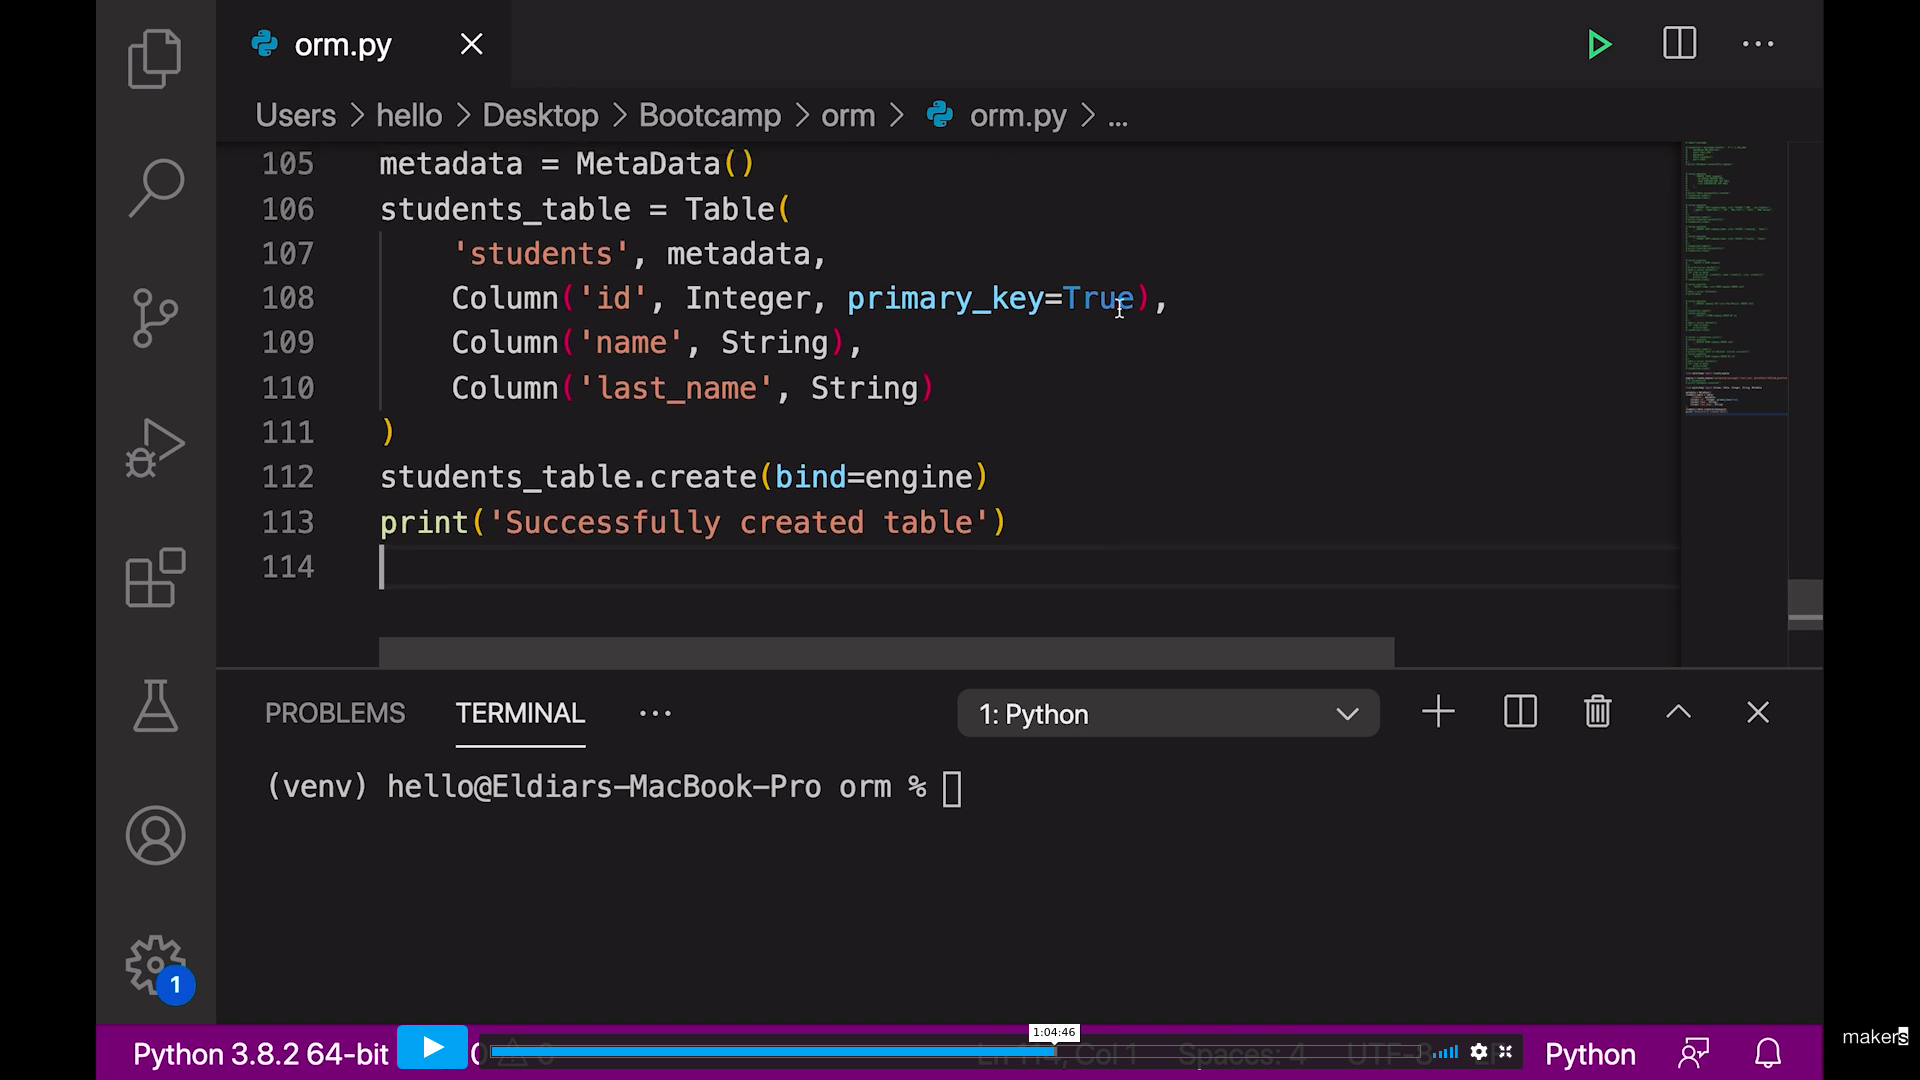 orm.py
Users > hello > Desktop > Bootcamp > orm > orm.py > ...
105 metadata = MetaData()
106 students_table = Table(
107 'students', metadata,
108 Column('id', Integer, primary_key=True),
109 Column('name', String),
110 Column('last_name', String)
111 )
112 students_table.create(bind=engine)
113 print('Successfully created table')
114
PROBLEMS TERMINAL ... 1: Python
(venv) hello@Eldiars-MacBook-Pro orm %
1
1:04:46
Python 3.8.2 64-bit 0 0 Ln 114, Col 1 Spaces: 4 UTF-8 LF Python
makers